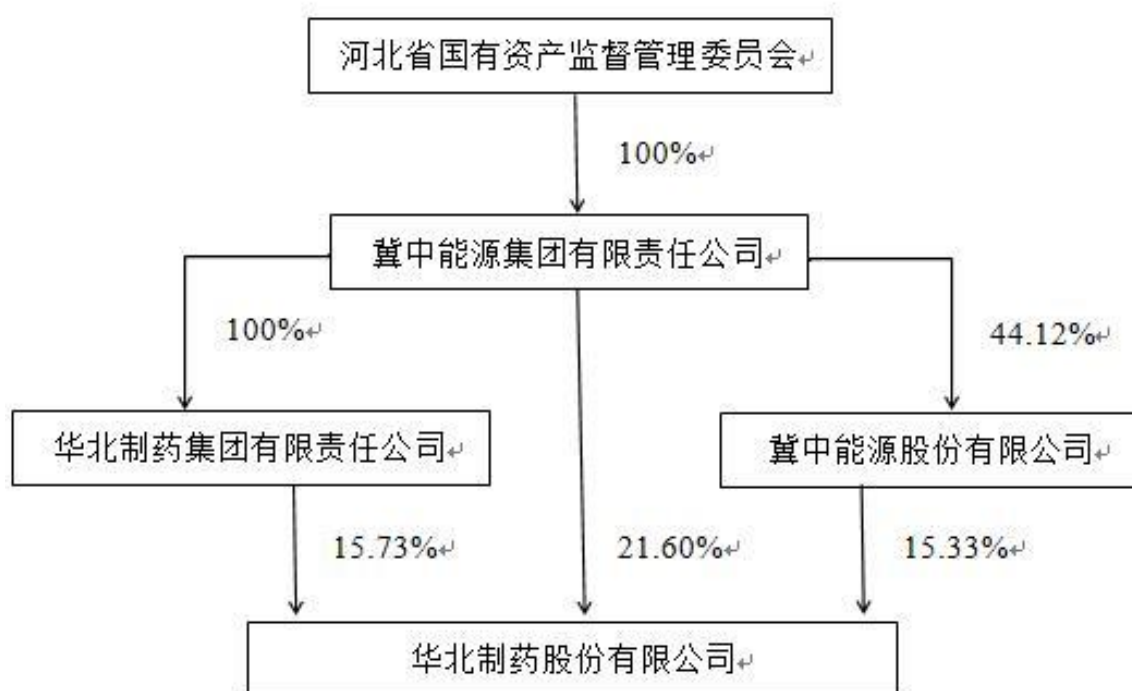 河北省国有资产监督管理委员会↵
100%↵
冀中能源集团有限责任公司↵
100%↵
44.12%↵
华北制药集团有限责任公司↵
冀中能源股份有限公司↵
15.73%↵
21.60%↵
15.33%↵
华北制药股份有限公司↵